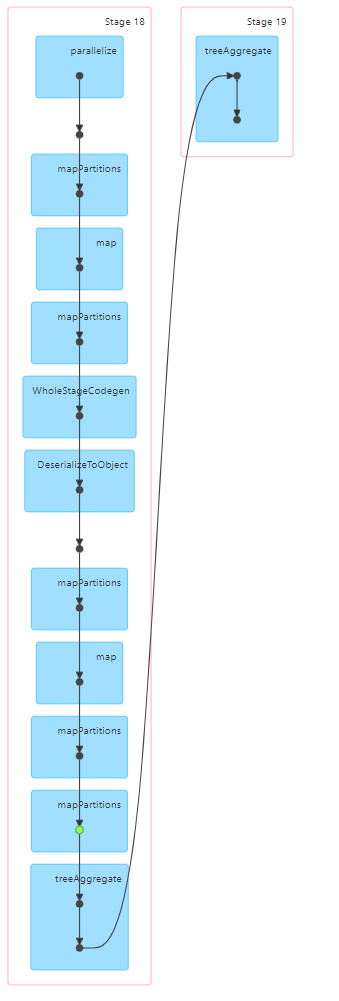 Stage 18
parallelize
mapPartitions
map
mapPartitions
WholeStageCodegen
DeserializeToObject
mapPartitions
map
mapPartitions
mapPartitions
treeAggregate
Stage 19
treeAggregate